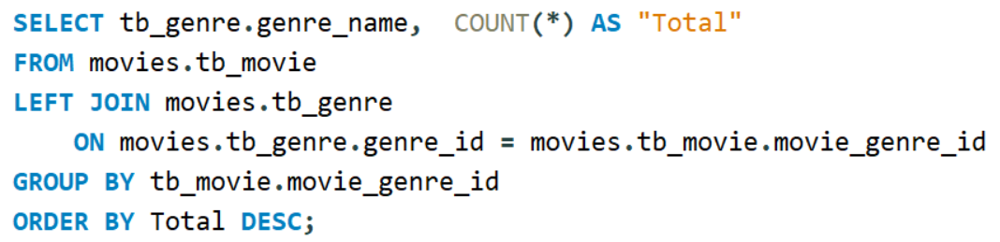 SELECT tb_genre.genre_name,  COUNT(*) AS "Total"
FROM movies.tb_movie
LEFT JOIN movies.tb_genre
    ON movies.tb_genre.genre_id = movies.tb_movie.movie_genre_id
GROUP BY tb_movie.movie_genre_id
ORDER BY Total DESC;